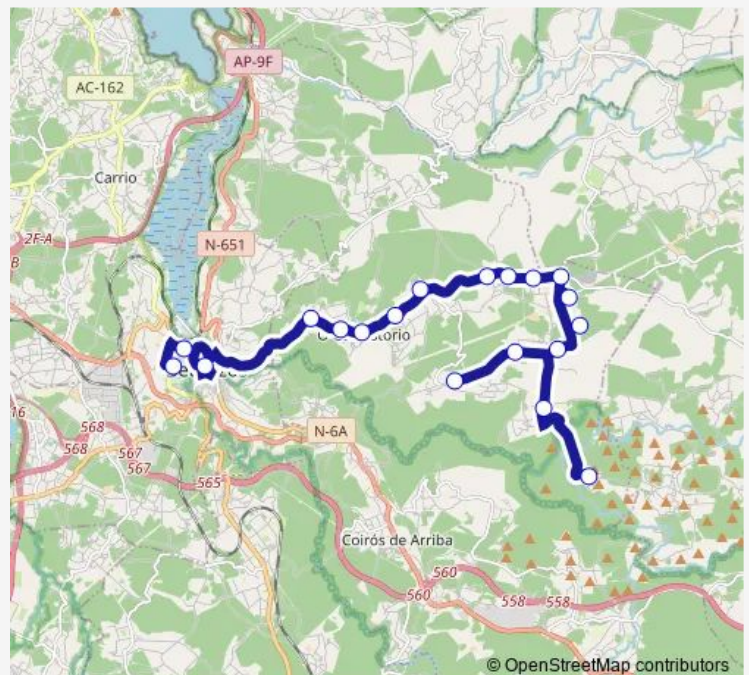 AP-9F
AC-162
Carrio
2F-A
B
N-651
16
568
568
567
567
565
N-6A
Coirós de Arriba
560
560
558
558
© OpenStreetMap contributors